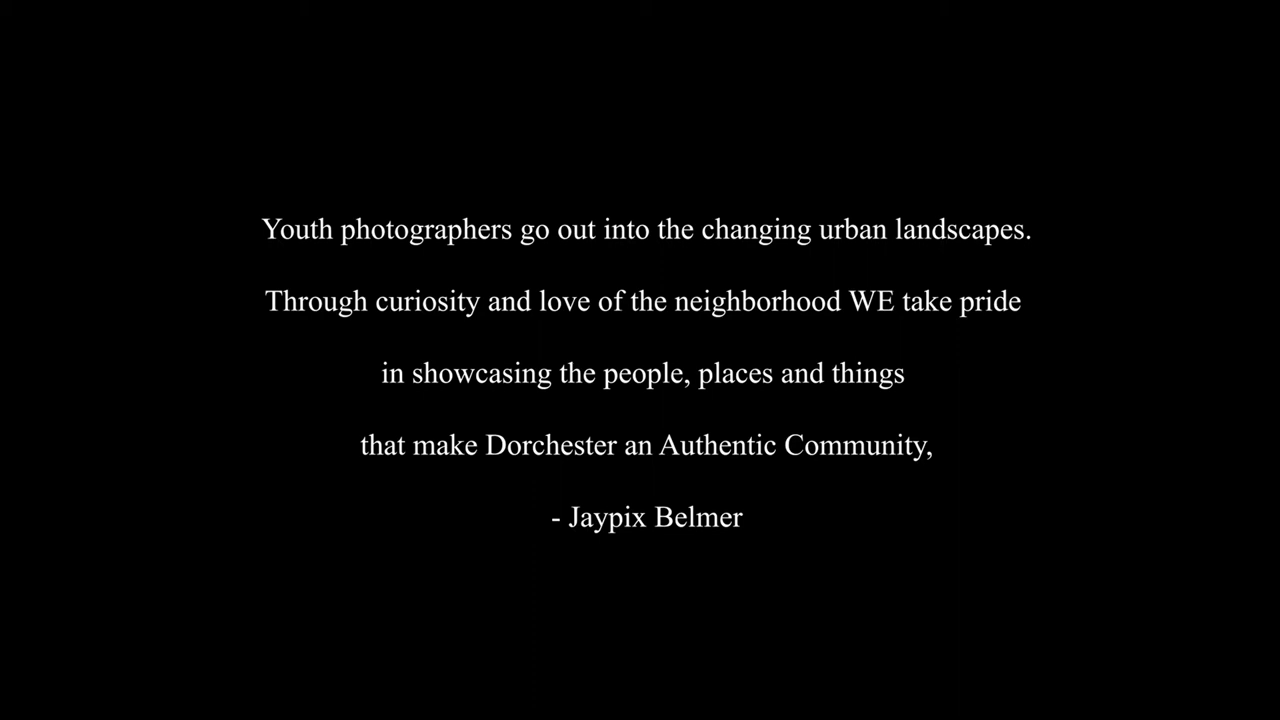 Youth photographers go out into the changing urban landscapes.
Through curiosity and love of the neighborhood WE take pride
in showcasing the people, places and things
that make Dorchester an Authentic Community,
- Jaypix Belmer